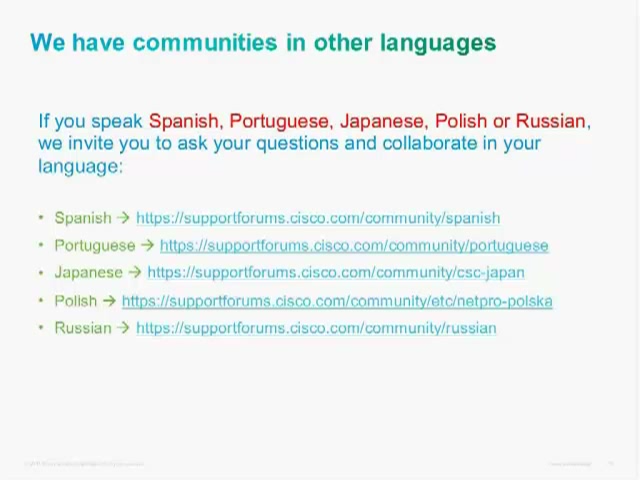 We have communities in other languages
If you speak Spanish, Portuguese, Japanese, Polish or Russian,
we invite you to ask your questions and collaborate in your
language:
• Spanish → https://supportforums.cisco.com/community/spanish
• Portuguese → https://supportforums.cisco.com/community/portuguese
• Japanese → https://supportforums.cisco.com/community/csc-japan
• Polish → https://supportforums.cisco.com/community/etc/netpro-polska
• Russian → https://supportforums.cisco.com/community/russian